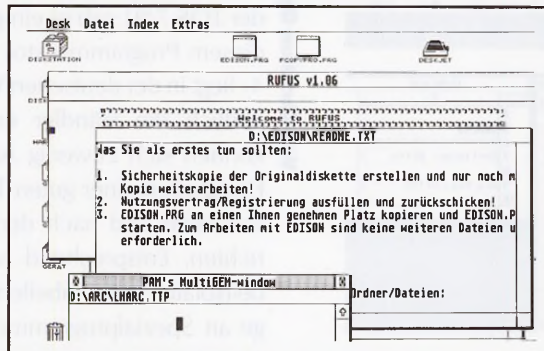 Desk Datei Index Extras
DISKSTATION
EDISON.PRG
PCOPYPRO.PRG
DESKJET
RUFUS v1.06
Welcome to RUFUS
D:\EDISON\README.TXT
Was Sie als erstes tun sollten:
1. Sicherheitskopie der Originaldiskette erstellen und nur noch m
Kopie weiterarbeiten!
2. Nutzungsvertrag/Registrierung ausfüllen und zurückschicken!
3. EDISON.PRG an einen Ihnen genehmen Platz kopieren und EDISON.P
starten. Zum Arbeiten mit EDISON sind keine weiteren Dateien u
erforderlich.
GERÄT
PAM's MultiGEM-window
D:\ARC\LHARC.TTP
Ordner/Dateien: